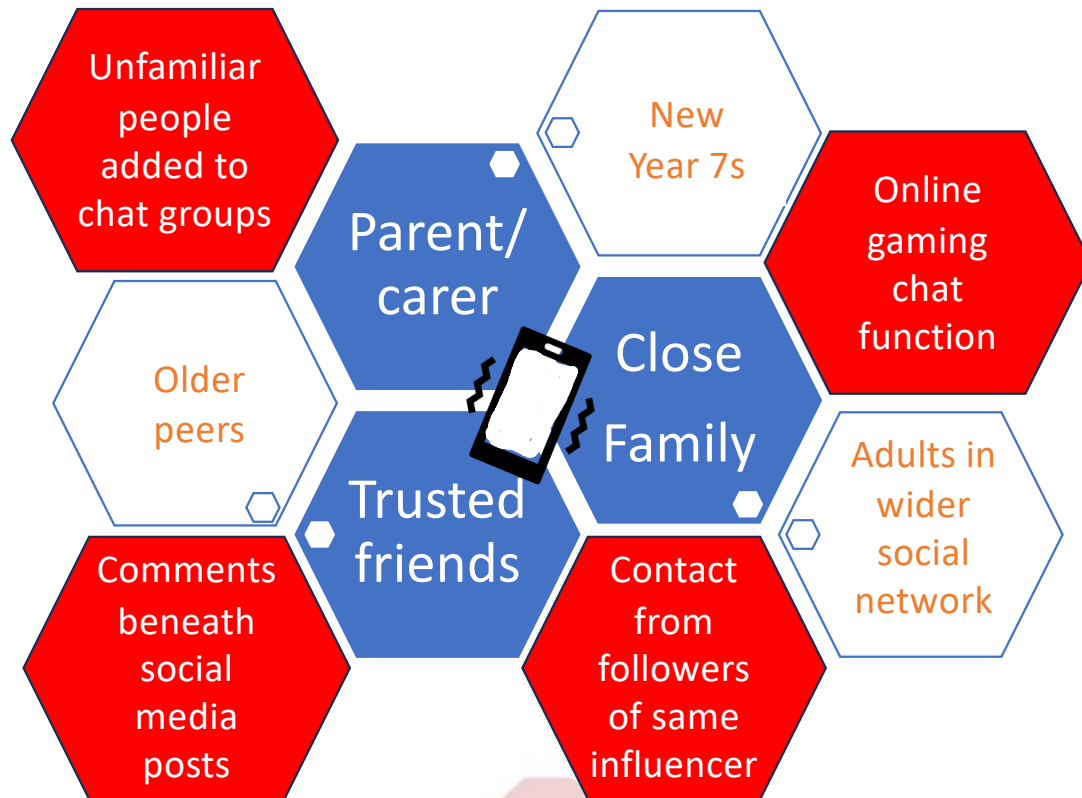 Unfamiliar
people
added to
chat groups
New
Year 7s
Parent/
carer
Online
gaming
chat
function
Close
Family
Older
peers
Trusted
friends
Adults in
wider
social
network
Comments
beneath
social
media
posts
Contact
from
followers
of same
influencer